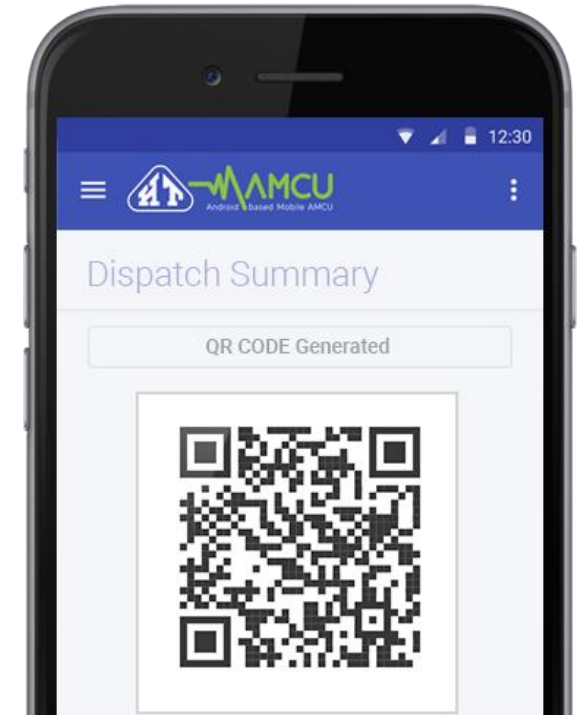 12:30
AMCU
Android based Mobile AMCU
Dispatch Summary
QR CODE Generated